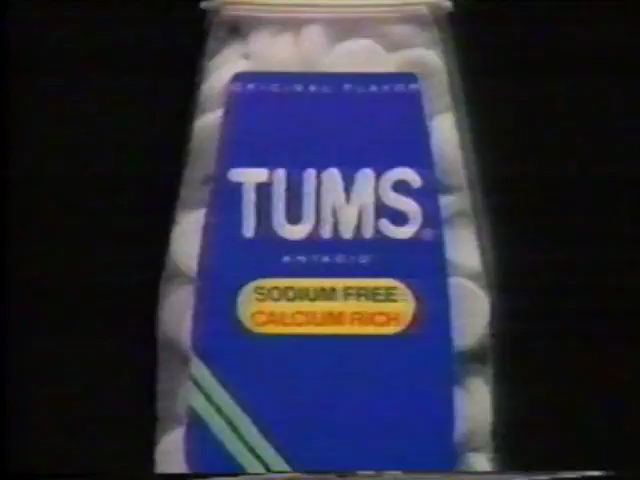 ORIGINAL FLAVOR
TUMS®
ANTACID
SODIUM FREE
CALCIUM RICH